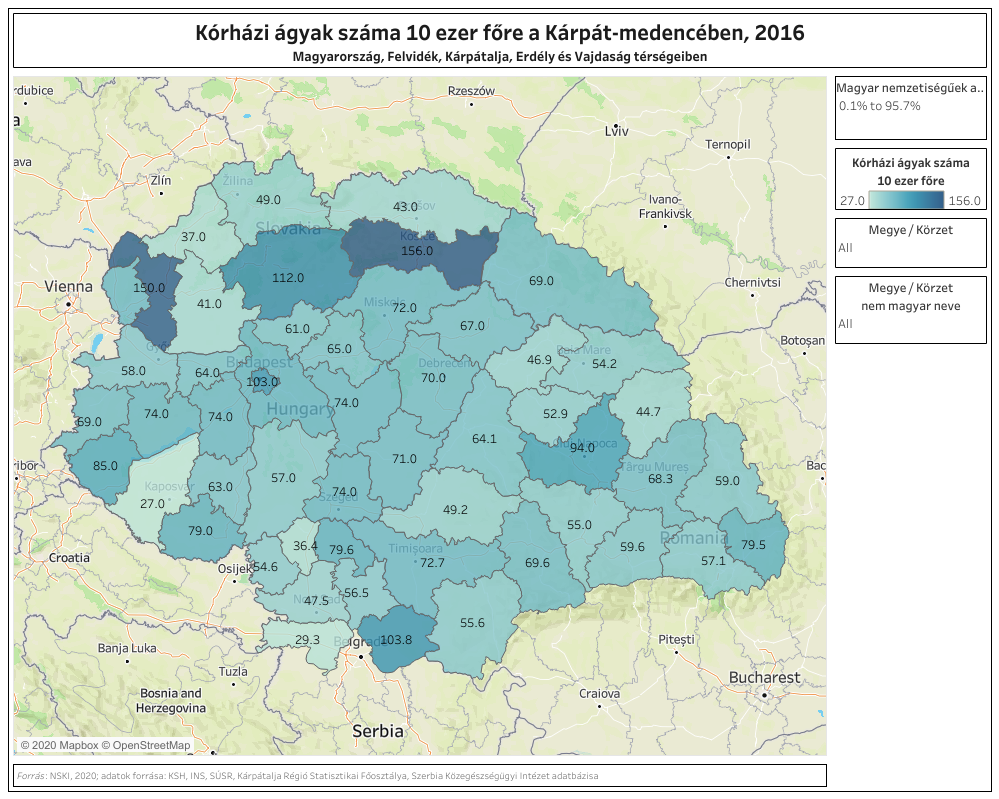 Kórházi ágyak száma 10 ezer főre a Kárpát-medencében, 2016
Magyarország, Felvidék, Kárpátalja, Erdély és Vajdaság térségeiben
Magyar nemzetiségűek a..
0.1% to 95.7%
Kórházi ágyak száma
10 ezer főre
27.0 156.0
Megye / Körzet
All
Megye / Körzet
nem magyar neve
All
rdubice
Rzeszów
a
Lviv
ava
Ternopil
Zlín
Žilina
49.0
43.0
Ivano-
Frankivsk
37.0
Slovakia
Košice
156.0
Vienna
150.0
112.0
69.0
Chernivtsi
41.0
Miskolc
72.0
61.0
67.0
Botoșan
65.0
Baia Mare
46.9
54.2
58.0
64.0
Budapest
103.0
Debrecen
70.0
Hungary
74.0
69.0
74.0
74.0
52.9
44.7
64.1
94.0
85.0
71.0
Târgu Mureș
68.3
59.0
ribor
Kaposvár
27.0
63.0
57.0
74.0
Szeged
Bac
49.2
79.0
55.0
Romania
79.5
Croatia
36.4
79.6
Timișoara
72.7
69.6
59.6
57.1
Osijek
54.6
47.5
56.5
29.3
Belgrade
103.8
55.6
Banja Luka
Pitești
Tuzla
Bucharest
Bosnia and
Herzegovina
Craiova
Serbia
© 2020 Mapbox © OpenStreetMap
Forrás: NSKI, 2020; adatok forrása: KSH, INS, SÚSR, Kárpátalja Régió Statisztikai Főosztálya, Szerbia Közegészségügyi Intézet adatbázisa